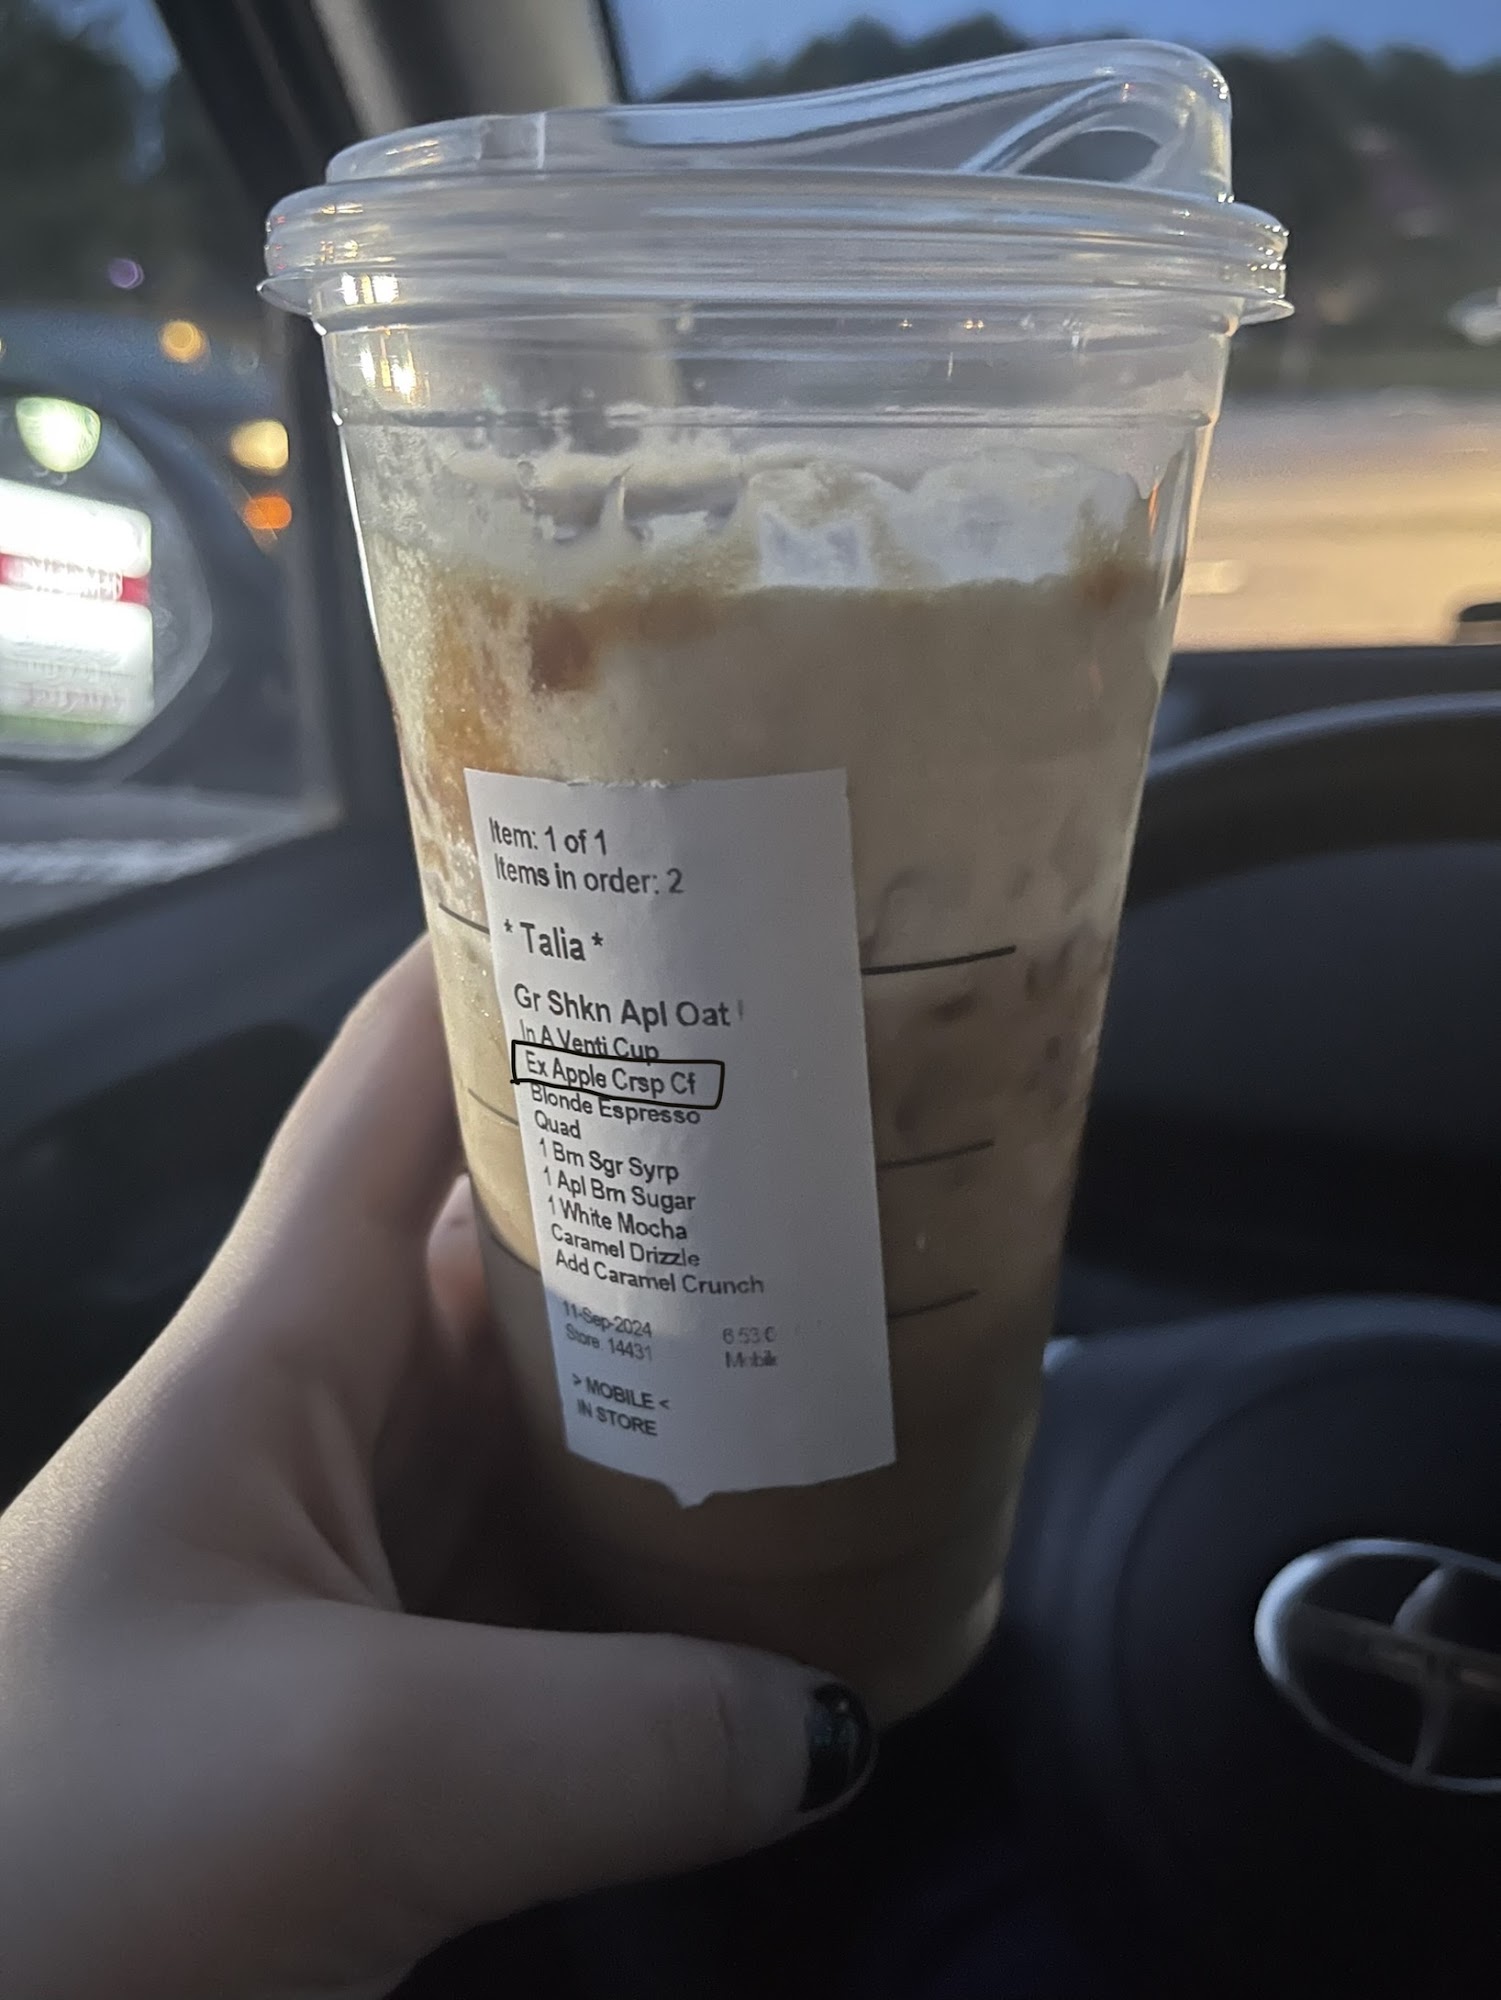 Item: 1 of 1
Items in order: 2
* Talia *
Gr Shkn Apl Oat
In A Venti Cup
Ex Apple Crsp Cf
Blonde Espresso
Quad
1 Brn Sgr Syrp
1 Apl Brn Sugar
1 White Mocha
Caramel Drizzle
Add Caramel Crunch
11-Sep-2024
Store 14431
> MOBILE <
IN STORE